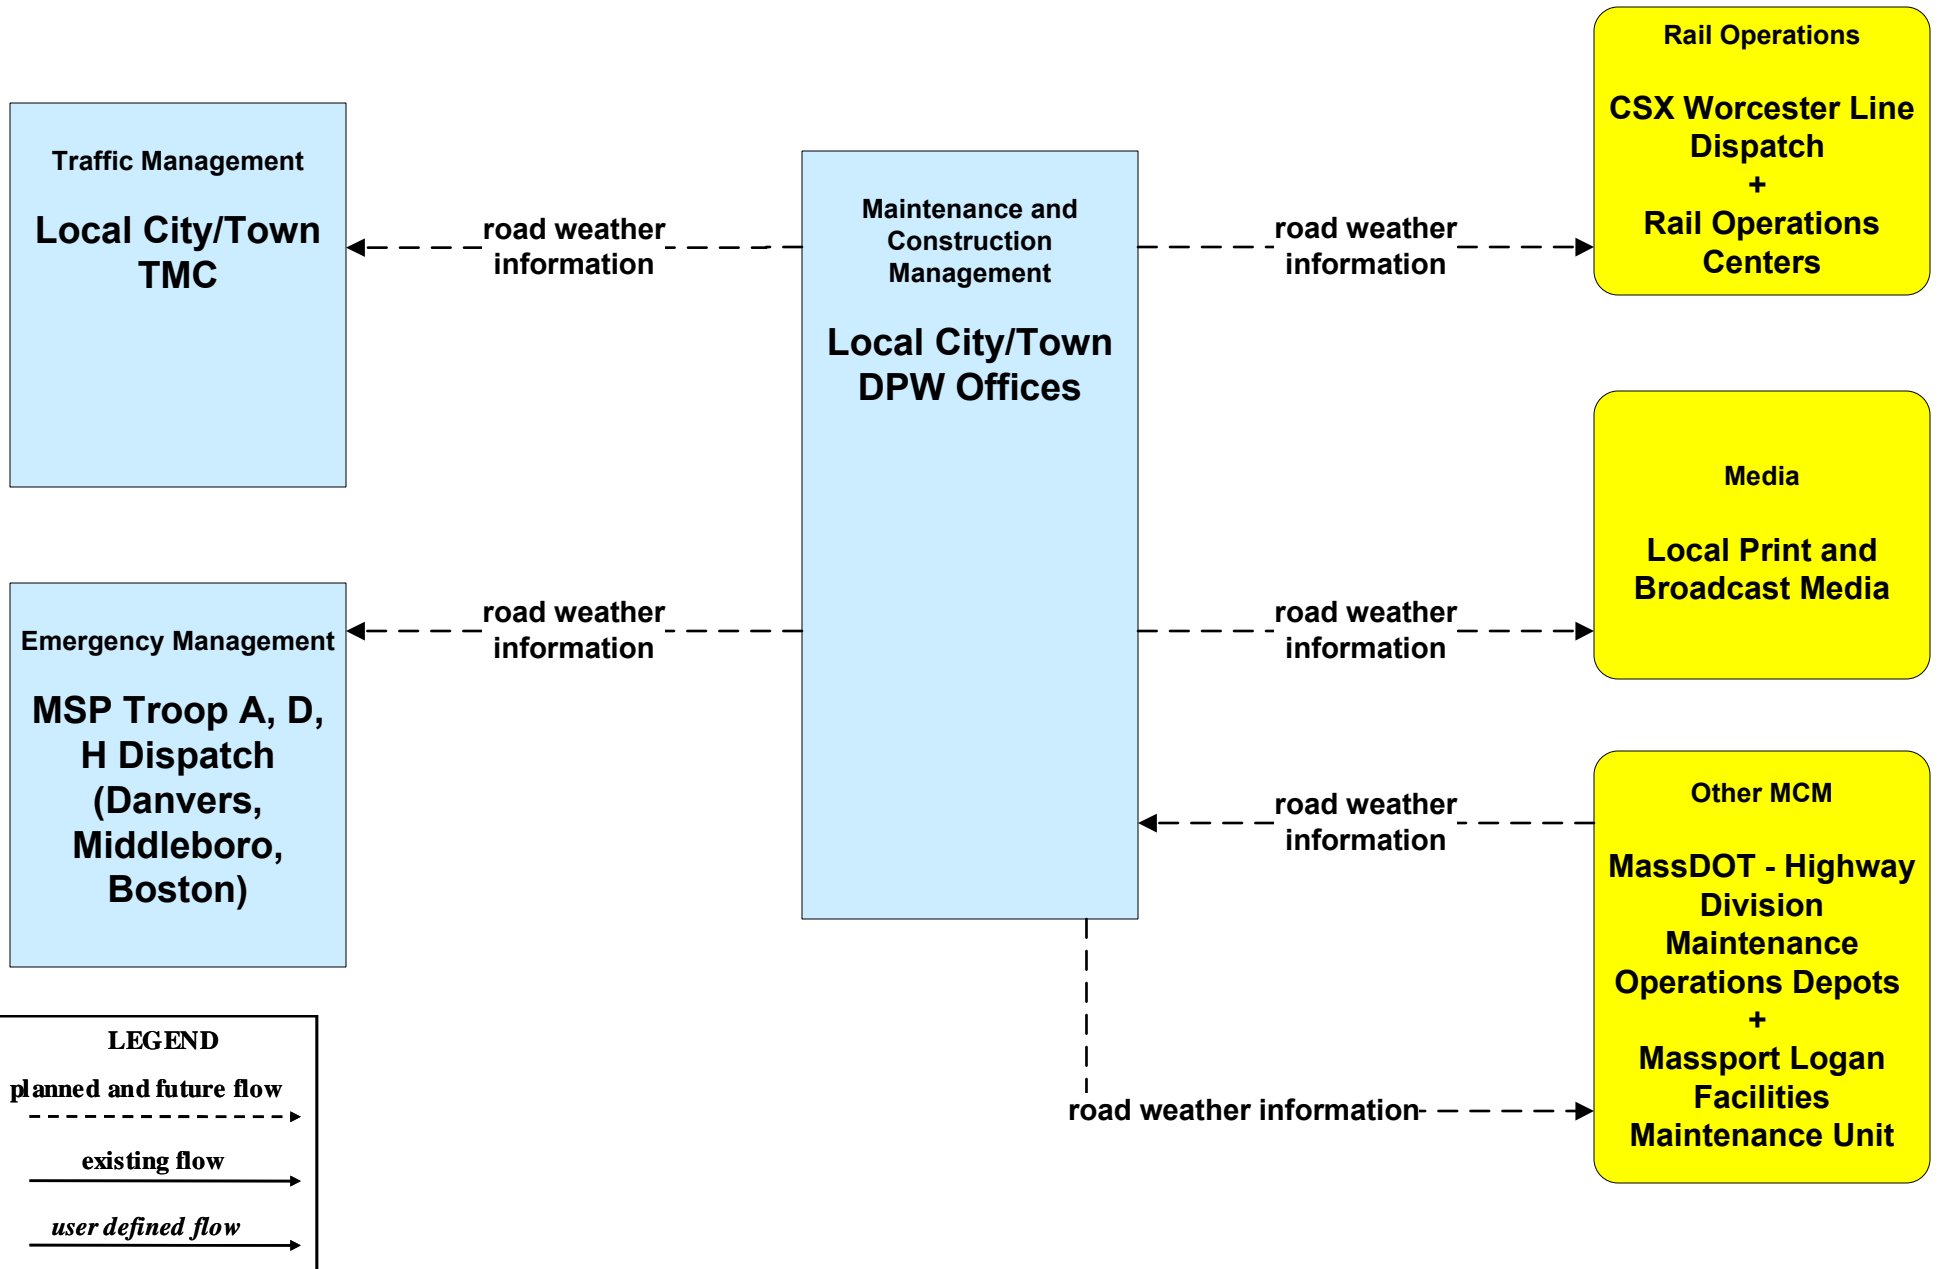 Rail Operations
CSX Worcester Line
Dispatch
+
Rail Operations
Centers
Traffic Management
Local City/Town
TMC
road weather
information
Maintenance and
Construction
Management
Local City/Town
DPW Offices
road weather
information
Media
Local Print and
Broadcast Media
Emergency Management
MSP Troop A, D,
H Dispatch
(Danvers,
Middleboro,
Boston)
road weather
information
road weather
information
road weather
information
Other MCM
MassDOT - Highway
Division
Maintenance
Operations Depots
+
Massport Logan
Facilities
Maintenance Unit
road weather information
LEGEND
planned and future flow
existing flow
user defined flow